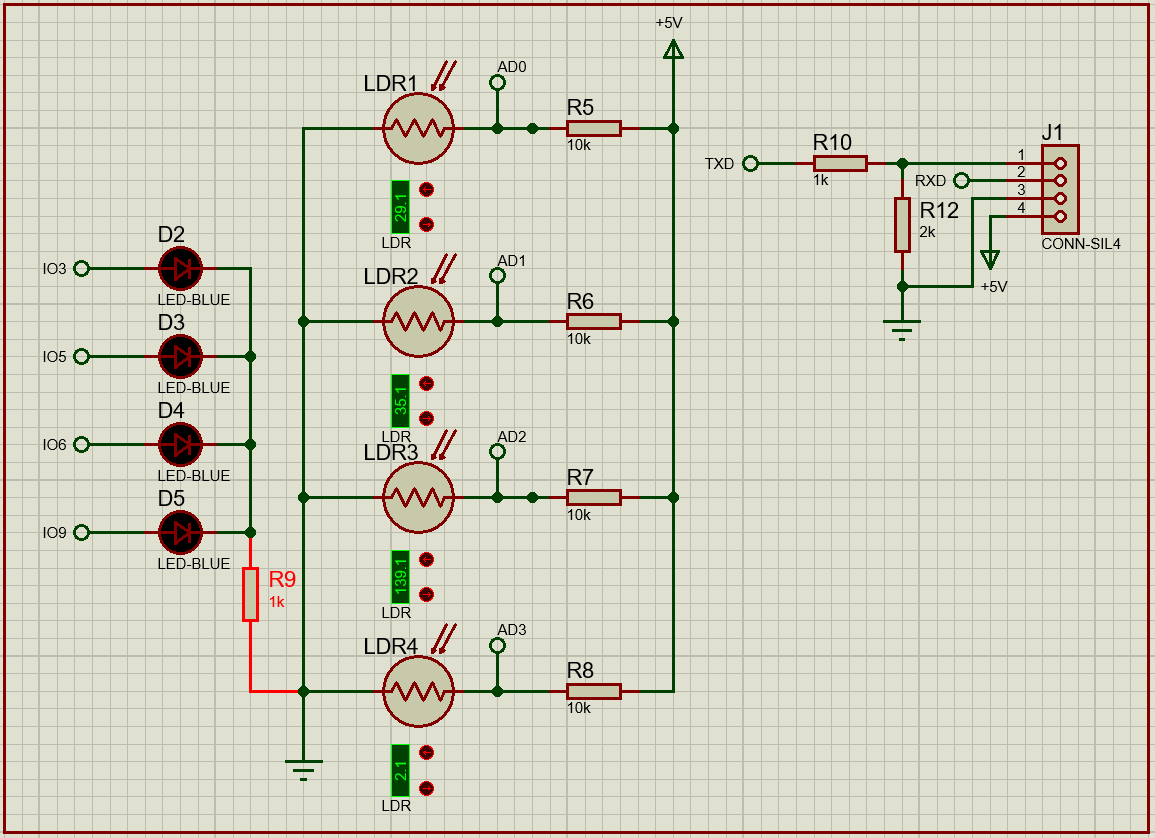 +5V
LDR1
AD0
R5
10k
29.1
LDR
LDR2
AD1
R6
10k
35.1
LDR
LDR3
AD2
R7
10k
139.1
LDR
LDR4
AD3
R8
10k
2.1
LDR
IO3
D2
LED-BLUE
IO5
D3
LED-BLUE
IO6
D4
LED-BLUE
IO9
D5
LED-BLUE
R9
1k
TXD
R10
1k
RXD
R12
2k
J1
1
2
3
4
CONN-SIL4
+5V